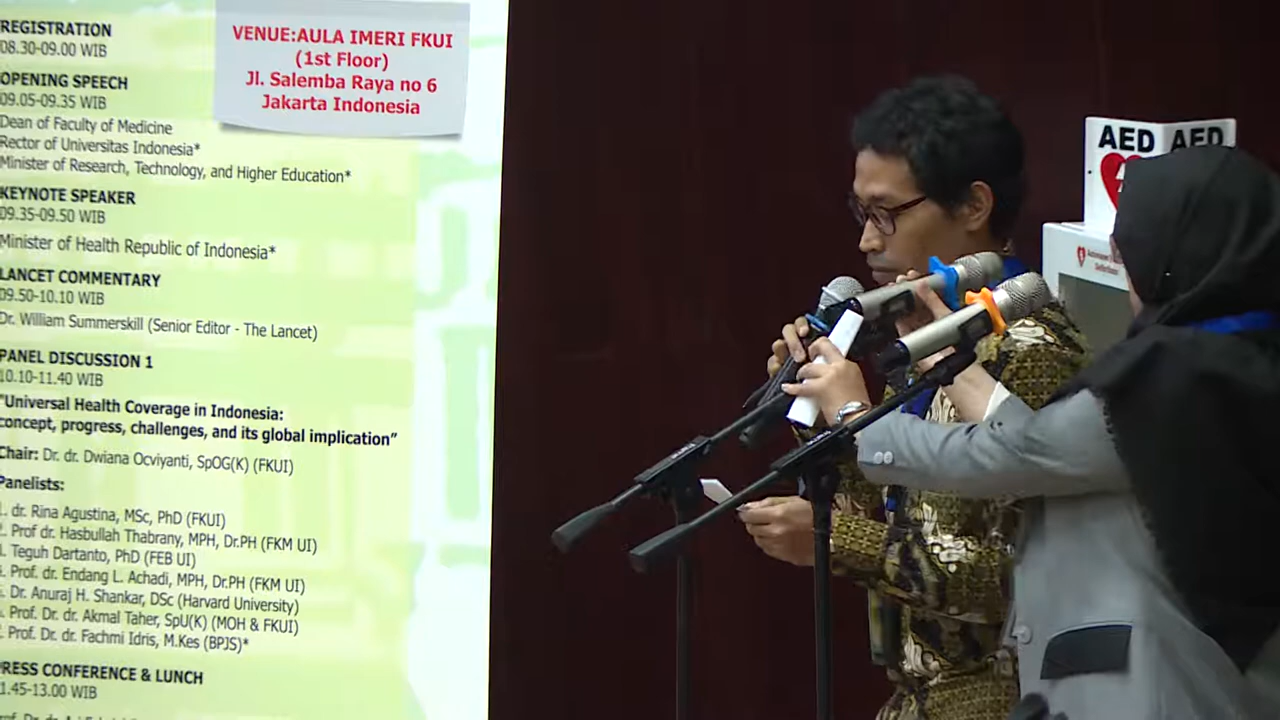 REGISTRATION
08.30-09.00 WIB
OPENING SPEECH
09.05-09.35 WIB
Dean of Faculty of Medicine
Rector of Universitas Indonesia*
Minister of Research, Technology, and Higher Education*
KEYNOTE SPEAKER
09.35-09.50 WIB
Minister of Health Republic of Indonesia*
LANCET COMMENTARY
09.50-10.10 WIB
Dr. William Summerskill (Senior Editor - The Lancet)
PANEL DISCUSSION 1
10.10-11.40 WIB
"Universal Health Coverage in Indonesia:
concept, progress, challenges, and its global implication"
Chair: Dr. dr. Dwiana Ocviyanti, SpOG(K) (FKUI)
Panelists:
. dr. Rina Agustina, MSc, PhD (FKUI)
. Prof dr. Hasbullah Thabrany, MPH, Dr.PH (FKM UI)
. Teguh Dartanto, PhD (FEB UI)
. Prof. dr. Endang L. Achadi, MPH, Dr.PH (FKM UI)
. Dr. Anuraj H. Shankar, DSc (Harvard University)
. Prof. Dr. dr. Akmal Taher, SpU(K) (MOH & FKUI)
. Prof. Dr. dr. Fachmi Idris, M.Kes (BPJS)*
PRESS CONFERENCE & LUNCH
1.45-13.00 WIB
VENUE:AULA IMERI FKUI
(1st Floor)
Jl. Salemba Raya no 6
Jakarta Indonesia
AED AED